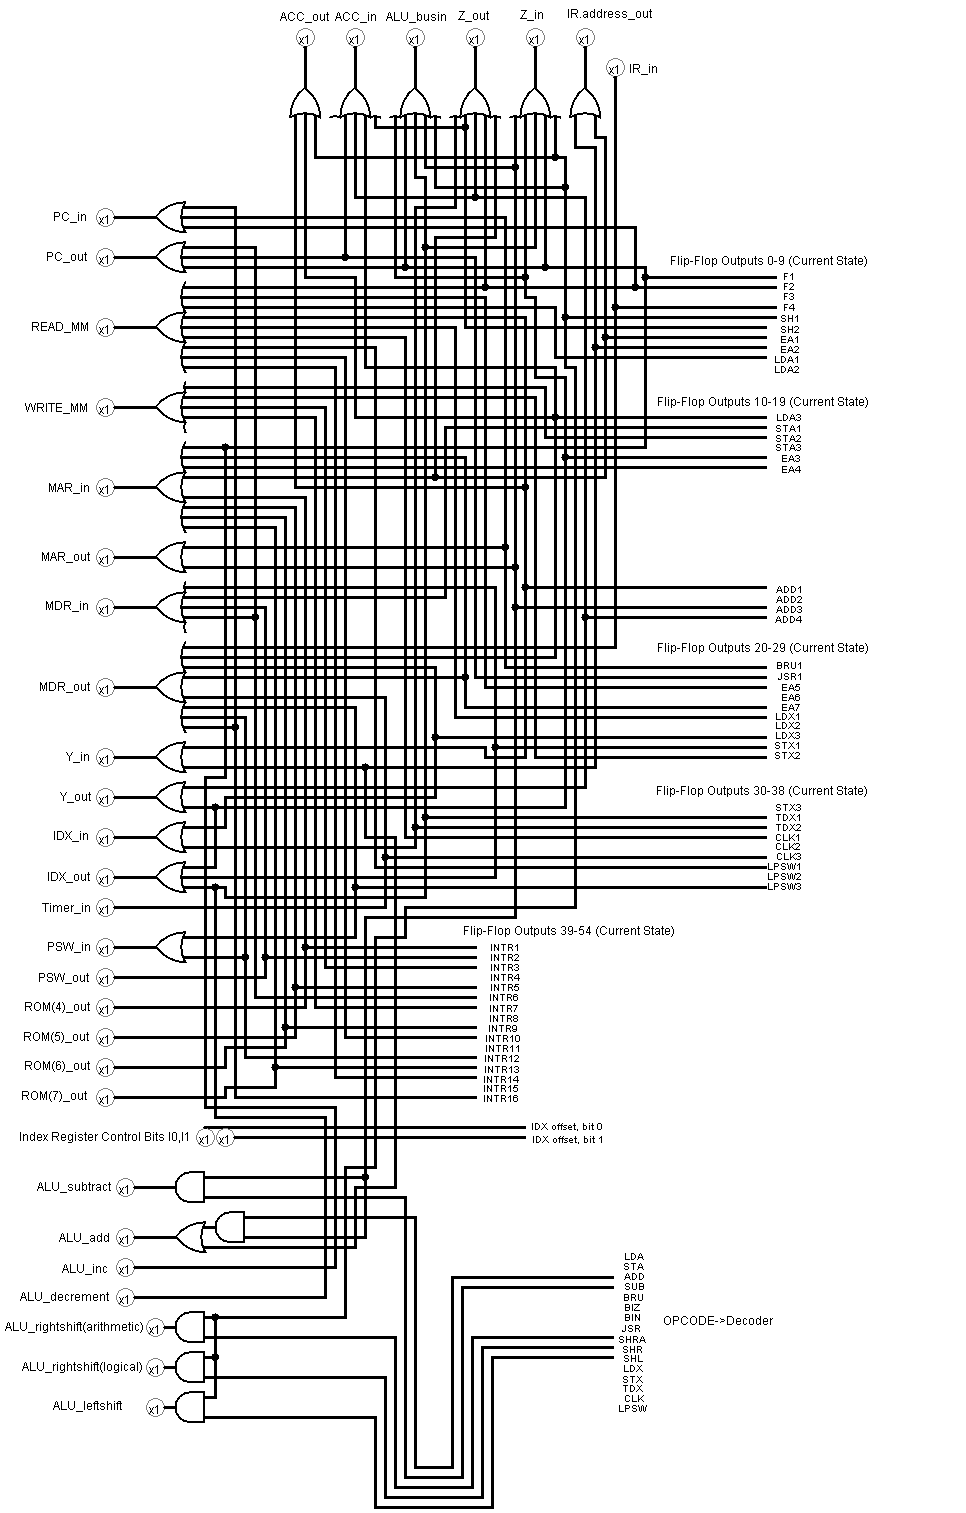 ACC_out ACC_in ALU_busin Z_out Z_in IR.address_out
x1 x1 x1 x1 x1 x1
x1 IR_in
PC_in x1
PC_out x1
READ_MM x1
WRITE_MM x1
MAR_in x1
MAR_out x1
MDR_in x1
MDR_out x1
Y_in x1
Y_out x1
IDX_in x1
IDX_out x1
Timer_in x1
PSW_in x1
PSW_out x1
ROM(4)_out x1
ROM(5)_out x1
ROM(6)_out x1
ROM(7)_out x1
Index Register Control Bits I0,I1 x1 x1
ALU_subtract x1
ALU_add x1
ALU_inc x1
ALU_decrement x1
ALU_rightshift(arithmetic) x1
ALU_rightshift(logical) x1
ALU_leftshift x1
Flip-Flop Outputs 0-9 (Current State)
F1
F2
F3
F4
SH1
SH2
EA1
EA2
LDA1
LDA2
Flip-Flop Outputs 10-19 (Current State)
LDA3
STA1
STA2
STA3
EA3
EA4
ADD1
ADD2
ADD3
ADD4
Flip-Flop Outputs 20-29 (Current State)
BRU1
JSR1
EA5
EA6
EA7
LDX1
LDX2
LDX3
STX1
STX2
Flip-Flop Outputs 30-38 (Current State)
STX3
TDX1
TDX2
CLK1
CLK2
CLK3
LPSW1
LPSW2
LPSW3
Flip-Flop Outputs 39-54 (Current State)
INTR1
INTR2
INTR3
INTR4
INTR5
INTR6
INTR7
INTR8
INTR9
INTR10
INTR11
INTR12
INTR13
INTR14
INTR15
INTR16
IDX offset, bit 0
IDX offset, bit 1
LDA
STA
ADD
SUB
BRU
BIZ
BIN
JSR
SHRA
SHR
SHL
LDX
STX
TDX
CLK
LPSW
OPCODE->Decoder